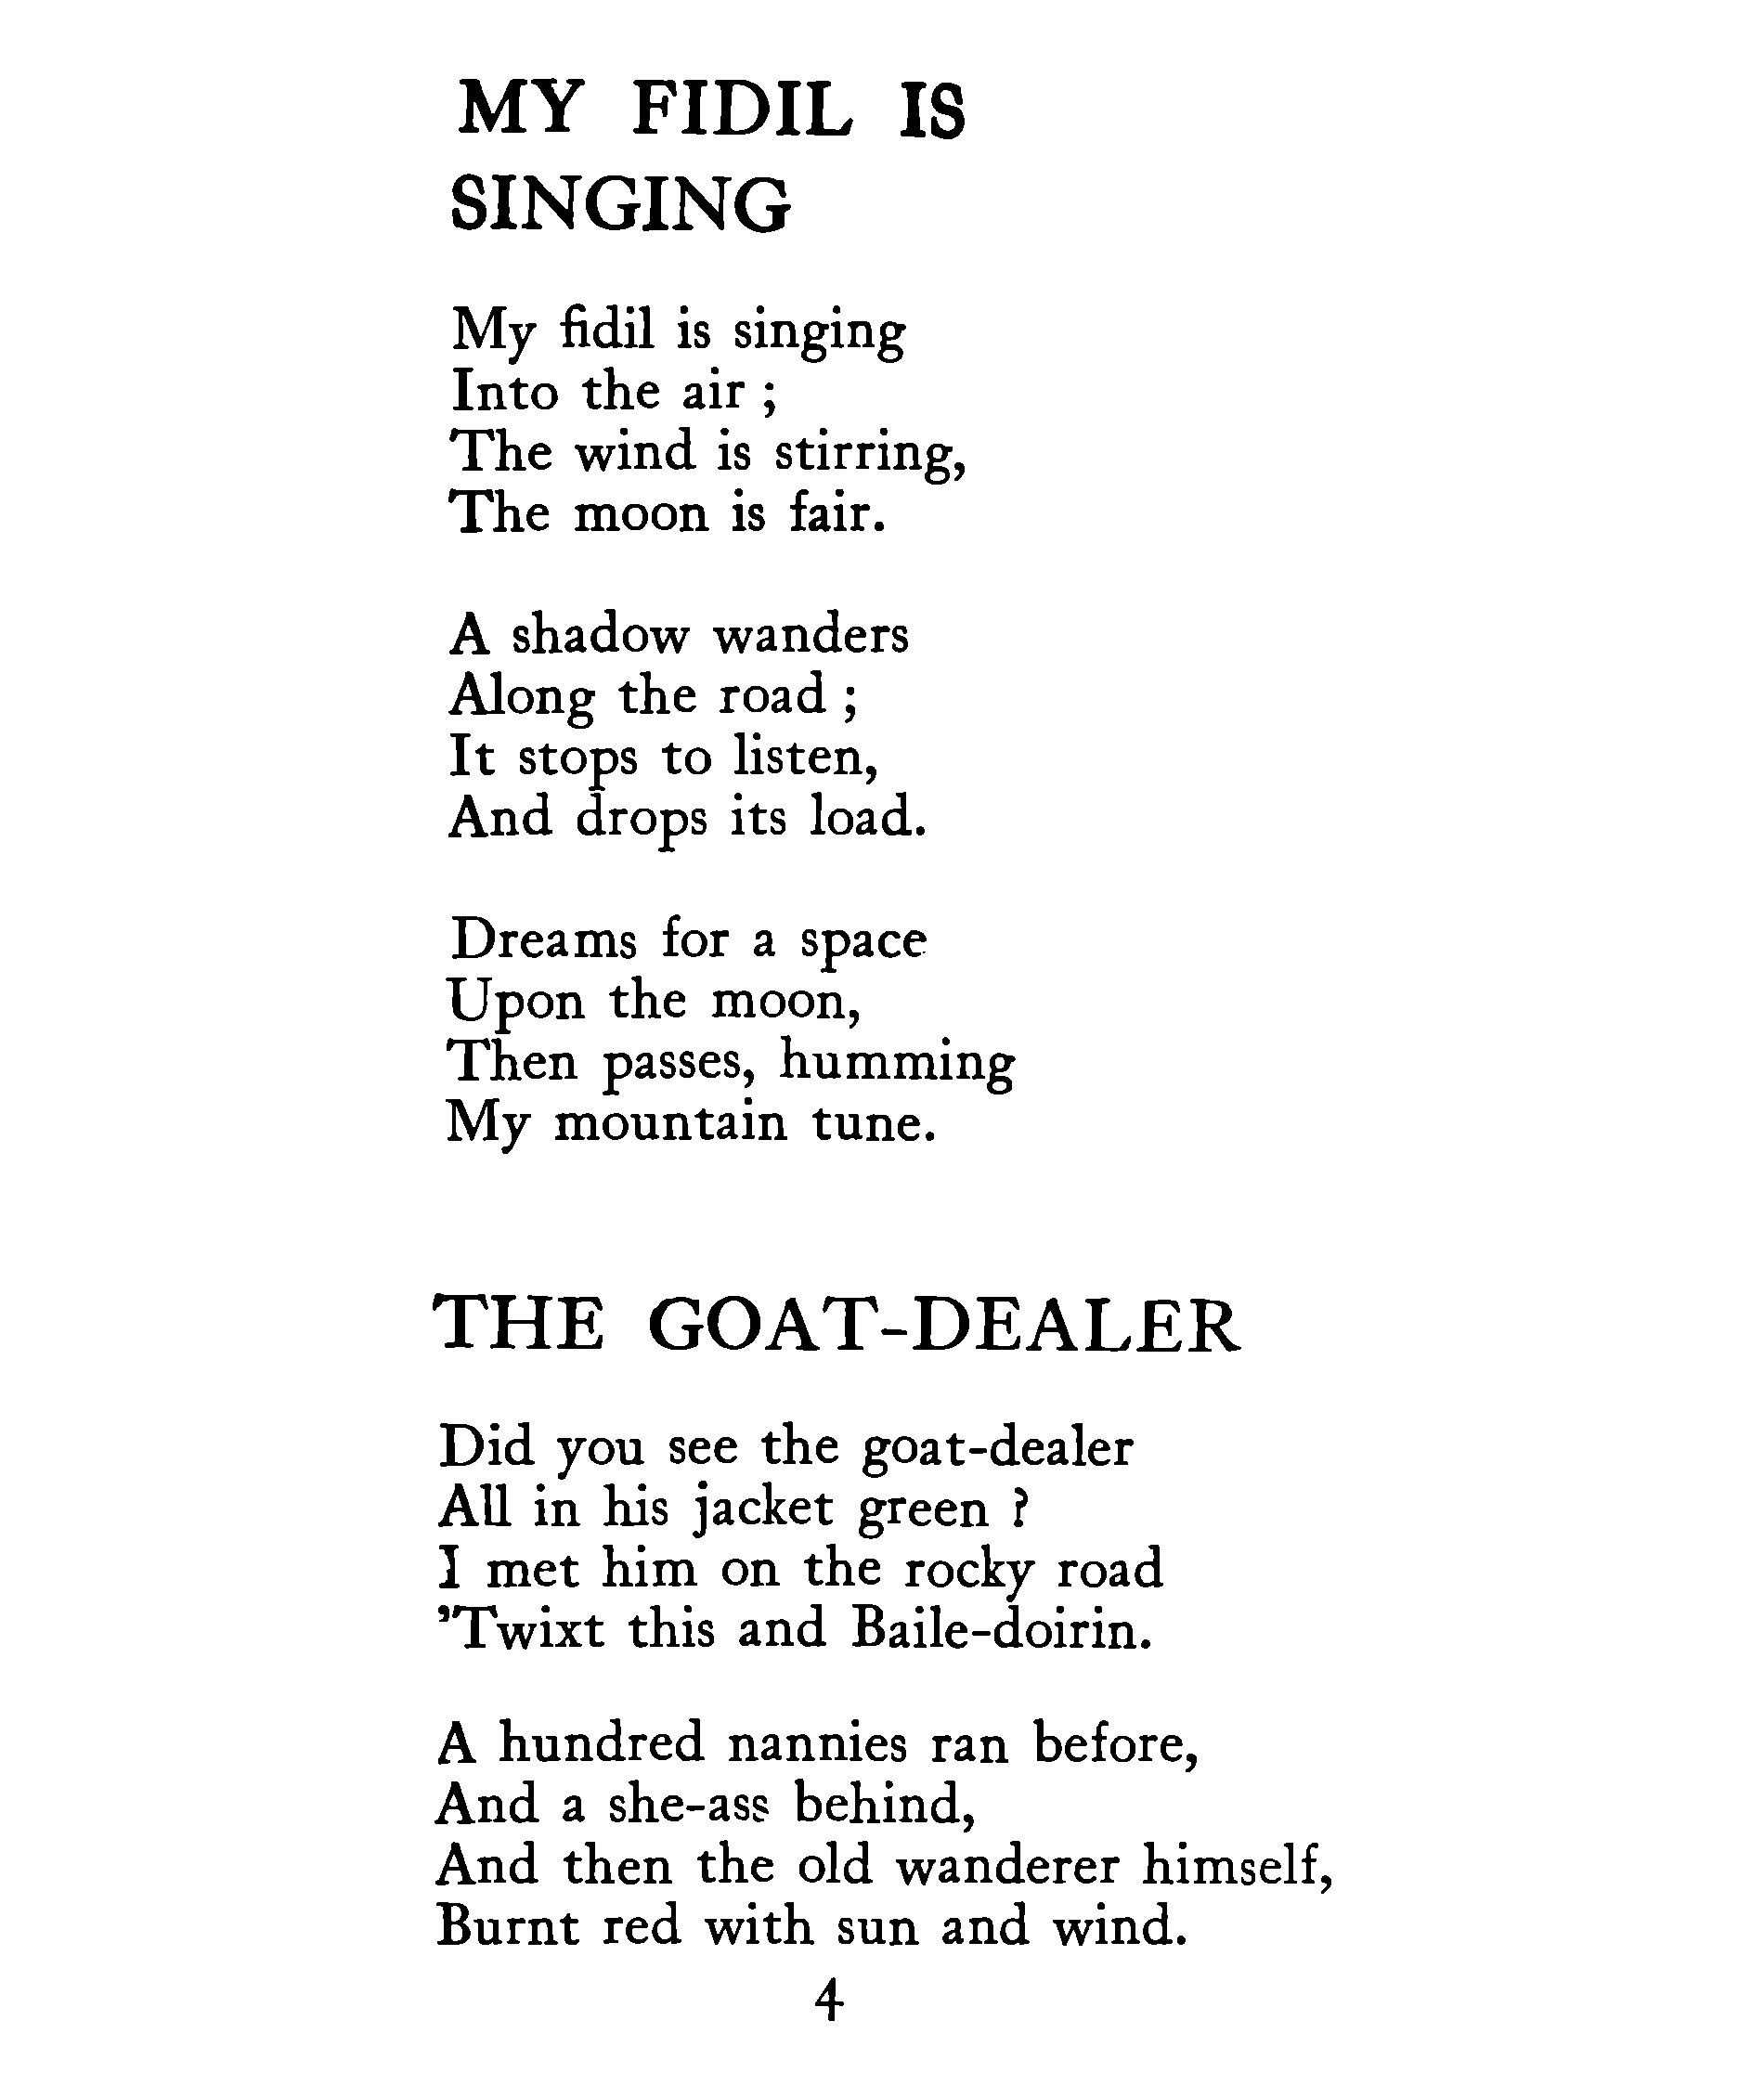 MY FIDIL IS
SINGING
My fidil is singing
Into the air ;
The wind is stirring,
The moon is fair.
A shadow wanders
Along the road ;
It stops to listen,
And drops its load.
Dreams for a space
Upon the moon,
Then passes, humming
My mountain tune.
THE GOAT-DEALER
Did you see the goat-dealer
All in his jacket green ?
I met him on the rocky road
’Twixt this and Baile-doirin.
A hundred nannies ran before,
And a she-ass behind,
And then the old wanderer himself,
Burnt red with sun and wind.
4